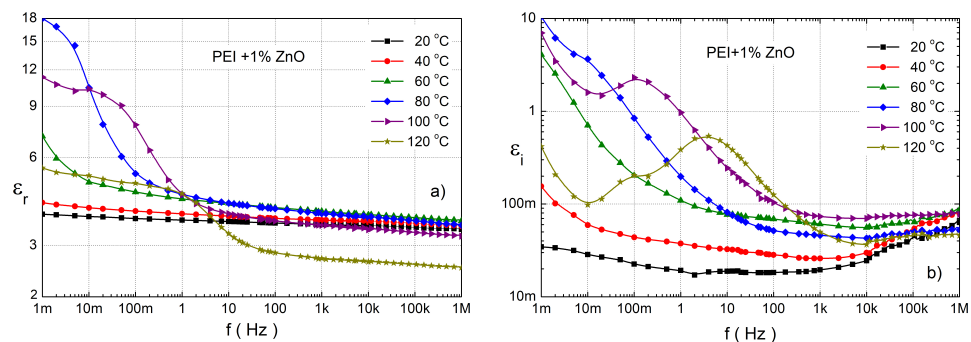 PEI +1% ZnO
20 °C
40 °C
60 °C
80 °C
100 °C
120 °C
18
15
12
9
6
3
2
εr
a)
1m 10m 100m 1 10 100 1k 10k 100k 1M
f ( Hz )
PEI+1% ZnO
20 °C
40 °C
60 °C
80 °C
100 °C
120 °C
10
1
100m
10m
εi
b)
1m 10m 100m 1 10 100 1k 10k 100k 1M
f ( Hz )